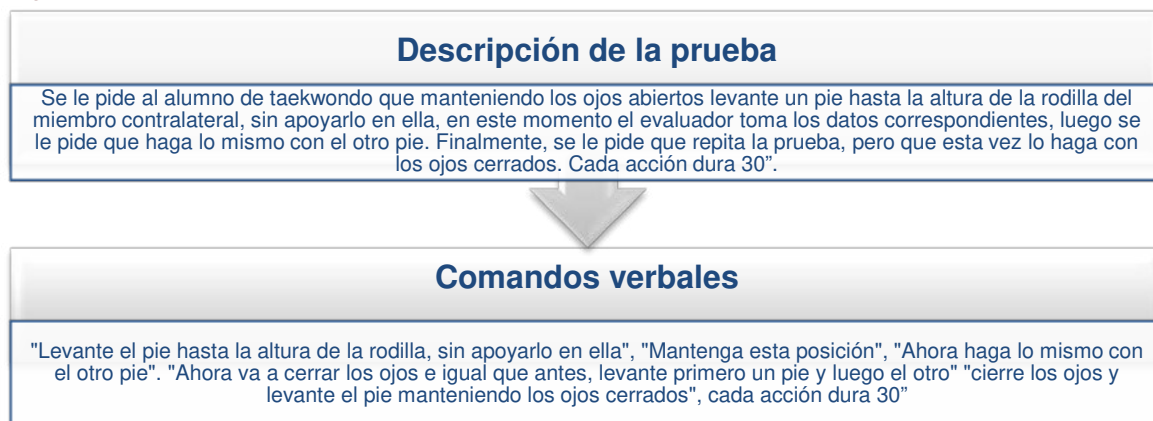 Descripción de la prueba
Se le pide al alumno de taekwondo que manteniendo los ojos abiertos levante un pie hasta la altura de la rodilla del
miembro contralateral, sin apoyarlo en ella, en este momento el evaluador toma los datos correspondientes, luego se
le pide que haga lo mismo con el otro pie. Finalmente, se le pide que repita la prueba, pero que esta vez lo haga con
los ojos cerrados. Cada acción dura 30”.
Comandos verbales
"Levante el pie hasta la altura de la rodilla, sin apoyarlo en ella", "Mantenga esta posición", "Ahora haga lo mismo con
el otro pie". "Ahora va a cerrar los ojos e igual que antes, levante primero un pie y luego el otro" "cierre los ojos y
levante el pie manteniendo los ojos cerrados", cada acción dura 30”